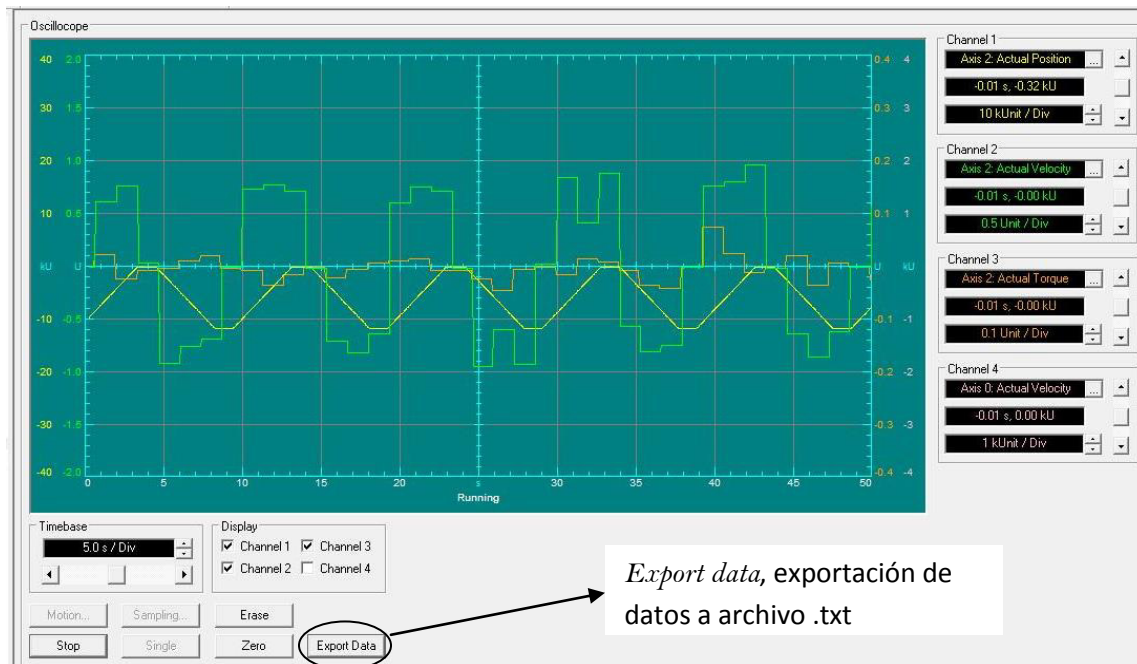 Oscillocope
40 2.0 0.4 4
30 1.5 0.3 3
20 1.0 0.2 2
10 0.5 0.1 1
kU U U kU
-10 -0.5 -0.1 -1
-20 -1.0 -0.2 -2
-30 -1.5 -0.3 -3
-40 -2.0 -0.4 -4
0 5 10 15 20 s 30 35 40 45 50
Running
Channel 1
Axis 2: Actual Position ...
-0.01 s, -0.32 kU
10 kUnit / Div
Channel 2
Axis 2: Actual Velocity ...
-0.01 s, -0.00 kU
0.5 Unit / Div
Channel 3
Axis 2: Actual Torque ...
-0.01 s, -0.00 kU
0.1 Unit / Div
Channel 4
Axis 0: Actual Velocity ...
-0.01 s, 0.00 kU
1 kUnit / Div
Timebase
5.0 s / Div
Display
Channel 1 Channel 3
Channel 2 Channel 4
Motion... Sampling... Erase
Stop Single Zero Export Data
Export data, exportación de
datos a archivo .txt